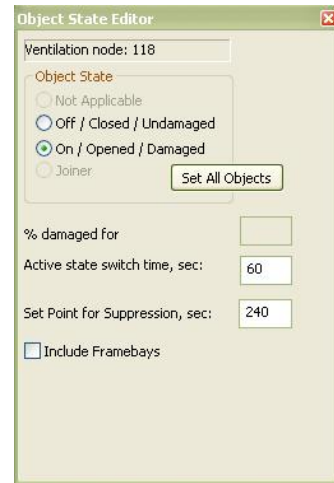 Object State Editor
Ventilation node: 118
Object State
Not Applicable
Off / Closed / Undamaged
On / Opened / Damaged
Joiner
Set All Objects
% damaged for
Active state switch time, sec: 60
Set Point for Suppression, sec: 240
Include Framebays